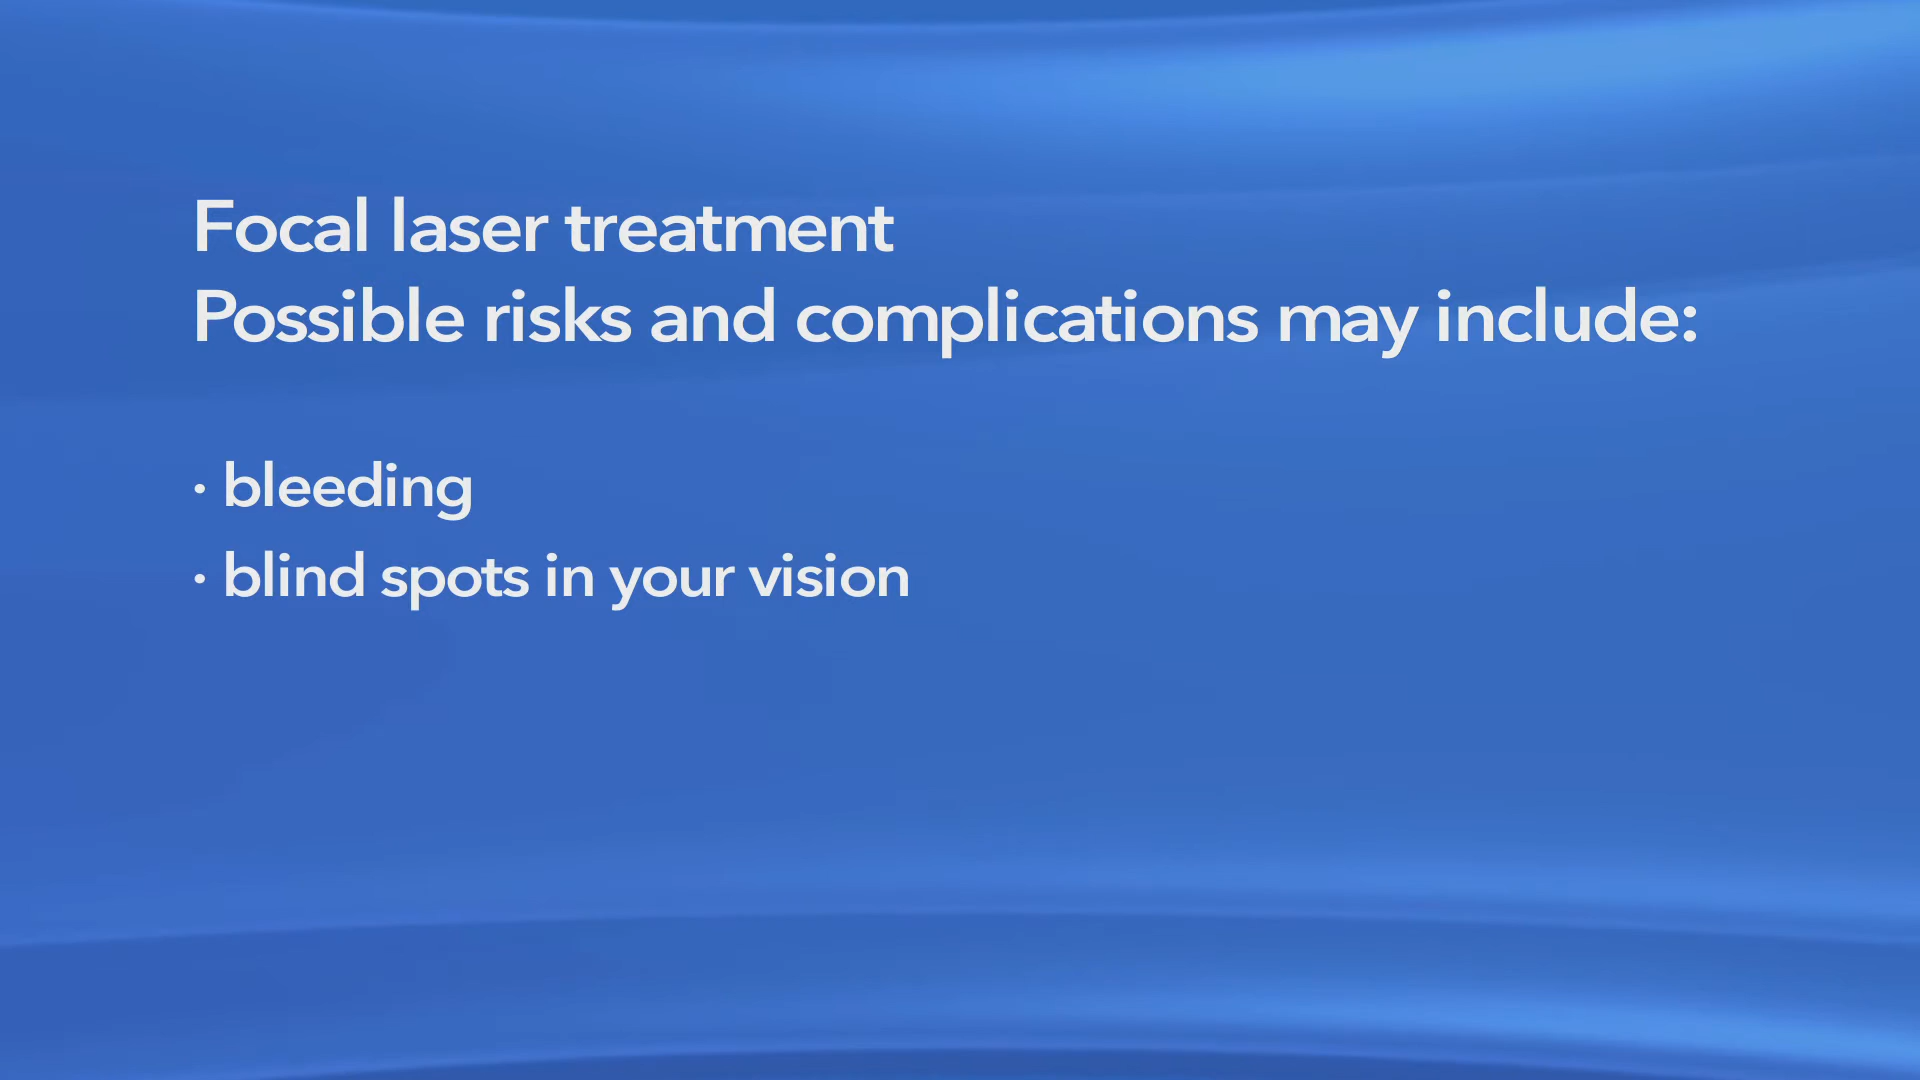 Focal laser treatment
Possible risks and complications may include:
· bleeding
· blind spots in your vision